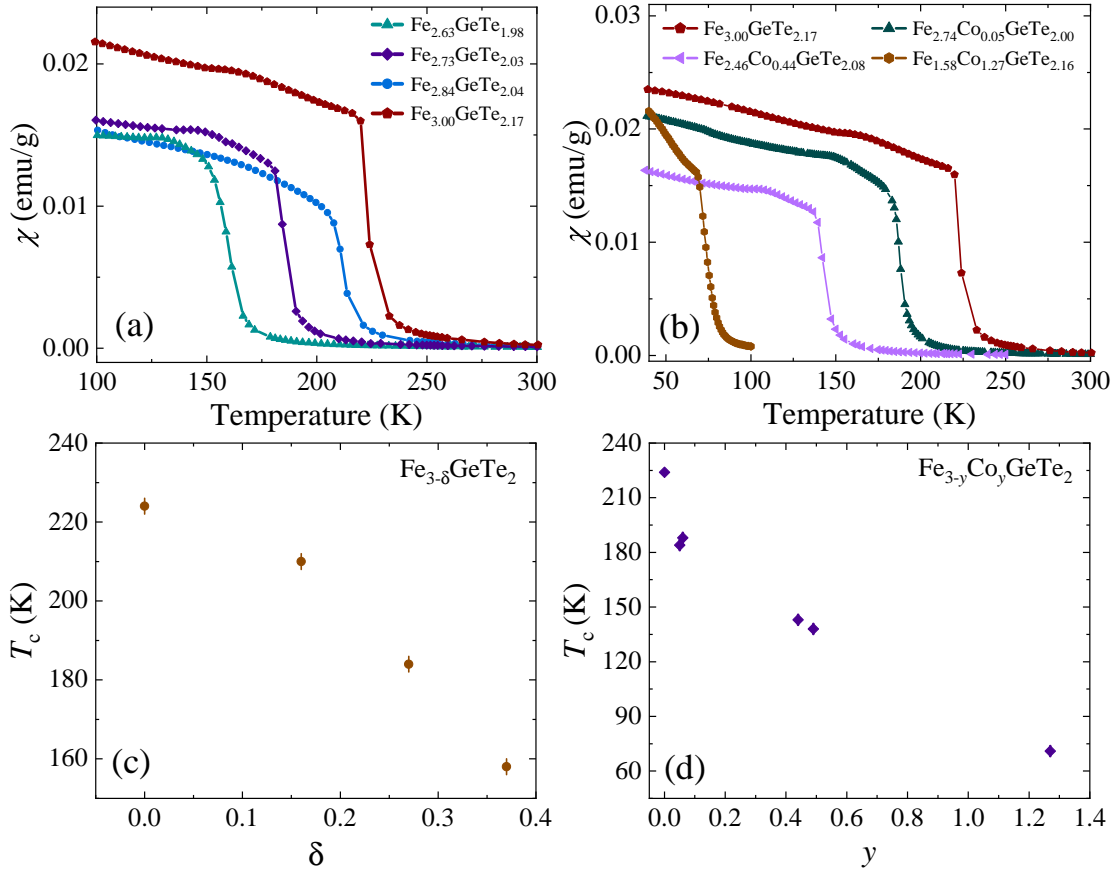 Fe2.63GeTe1.98
Fe2.73GeTe2.03
Fe2.84GeTe2.04
Fe3.00GeTe2.17
0.02
0.01
0.00
χ (emu/g)
(a)
100 150 200 250 300
Temperature (K)
Fe3.00GeTe2.17 Fe2.74Co0.05GeTe2.00
Fe2.46Co0.44GeTe2.08 Fe1.58Co1.27GeTe2.16
0.03
0.02
0.01
0.00
χ (emu/g)
(b)
50 100 150 200 250 300
Temperature (K)
Fe3-δGeTe2
240
220
200
180
160
Tc (K)
(c)
0.0 0.1 0.2 0.3 0.4
δ
Fe3-yCoyGeTe2
240
210
180
150
120
90
60
Tc (K)
(d)
0.0 0.2 0.4 0.6 0.8 1.0 1.2 1.4
y